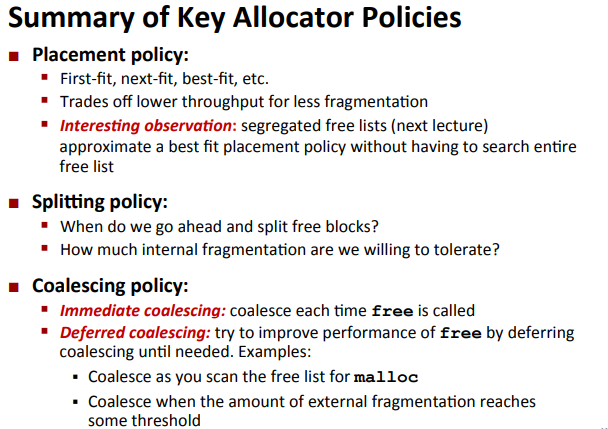 Summary of Key Allocator Policies
■ Placement policy:
▪ First-fit, next-fit, best-fit, etc.
▪ Trades off lower throughput for less fragmentation
▪ Interesting observation: segregated free lists (next lecture)
approximate a best fit placement policy without having to search entire
free list
■ Splitting policy:
▪ When do we go ahead and split free blocks?
▪ How much internal fragmentation are we willing to tolerate?
■ Coalescing policy:
▪ Immediate coalescing: coalesce each time free is called
▪ Deferred coalescing: try to improve performance of free by deferring
coalescing until needed. Examples:
▪ Coalesce as you scan the free list for malloc
▪ Coalesce when the amount of external fragmentation reaches
some threshold